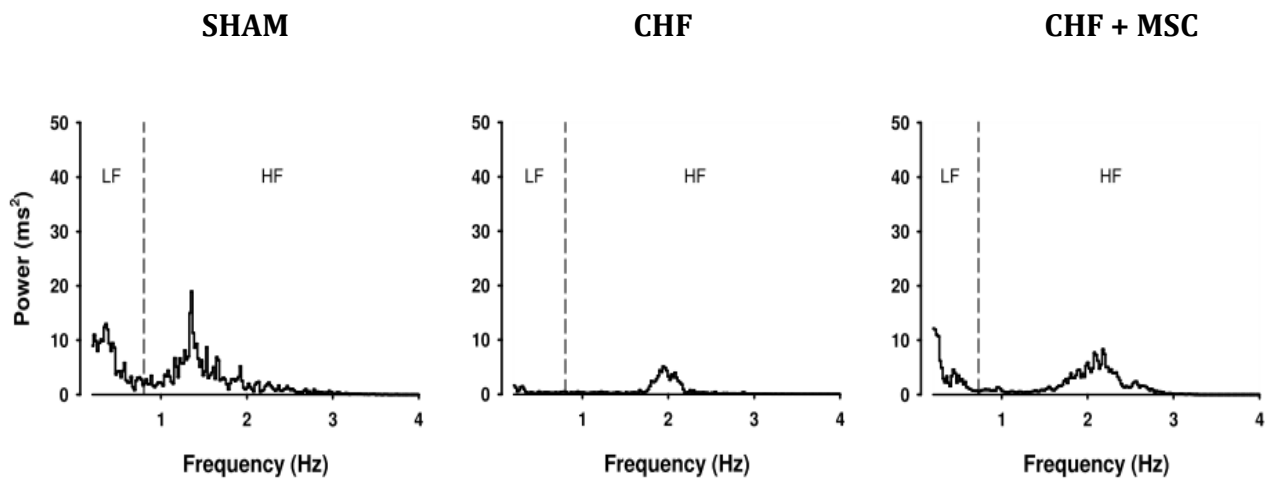 SHAM CHF CHF + MSC
50 50 50
LF HF LF HF LF HF
40 40 40
30 30 30
20 20 20
10 10 10
0 0 0
Power (ms²)
1 2 3 4 1 2 3 4 1 2 3 4
Frequency (Hz) Frequency (Hz) Frequency (Hz)